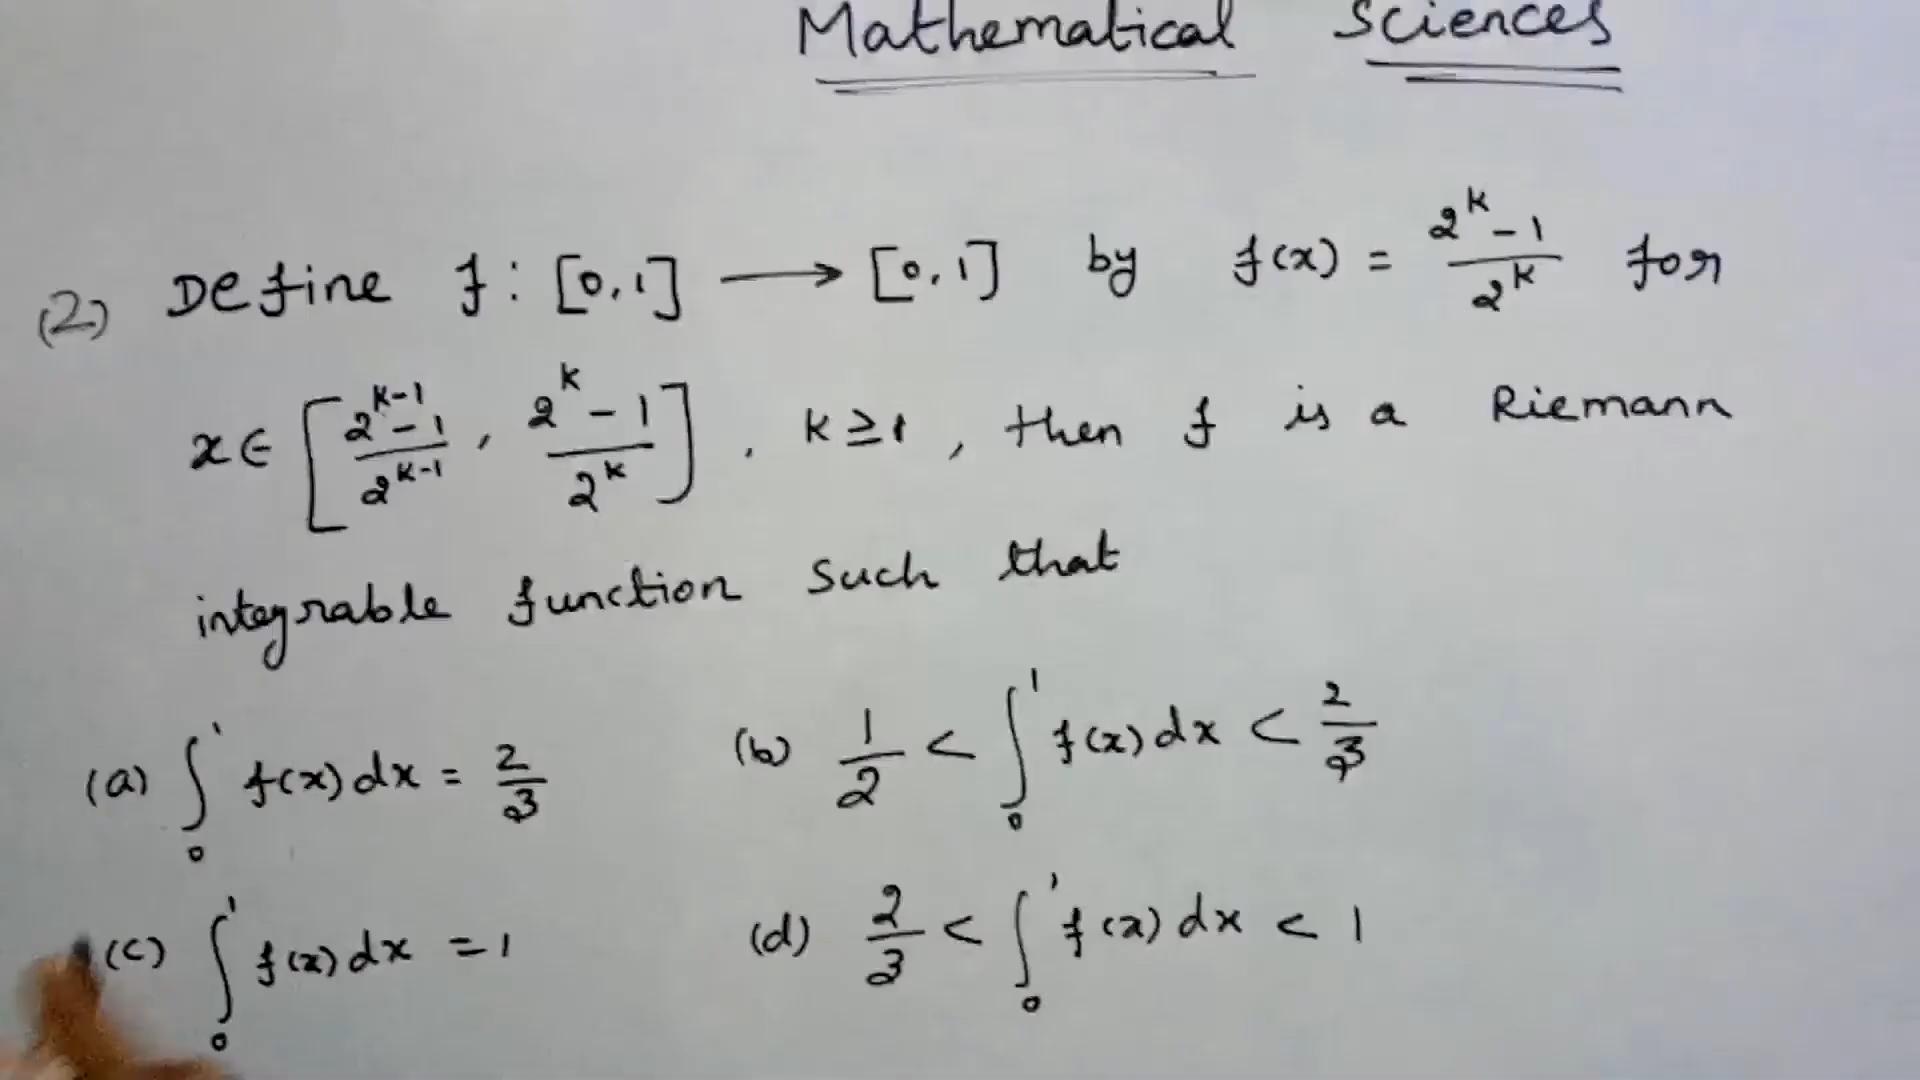 Mathematical Sciences
(2) Define f : [0,1] ⟶ [0,1] by f(x) = (2^k - 1)/(2^k) for
x ∈ [ (2^(k-1) - 1)/(2^(k-1)) , (2^k - 1)/(2^k) ] , k ≥ 1 , then f is a Riemann
integrable function such that
(a) ∫₀¹ f(x) dx = 2/3 (b) 1/2 < ∫₀¹ f(x) dx < 2/3
(c) ∫₀¹ f(x) dx = 1 (d) 2/3 < ∫₀¹ f(x) dx < 1